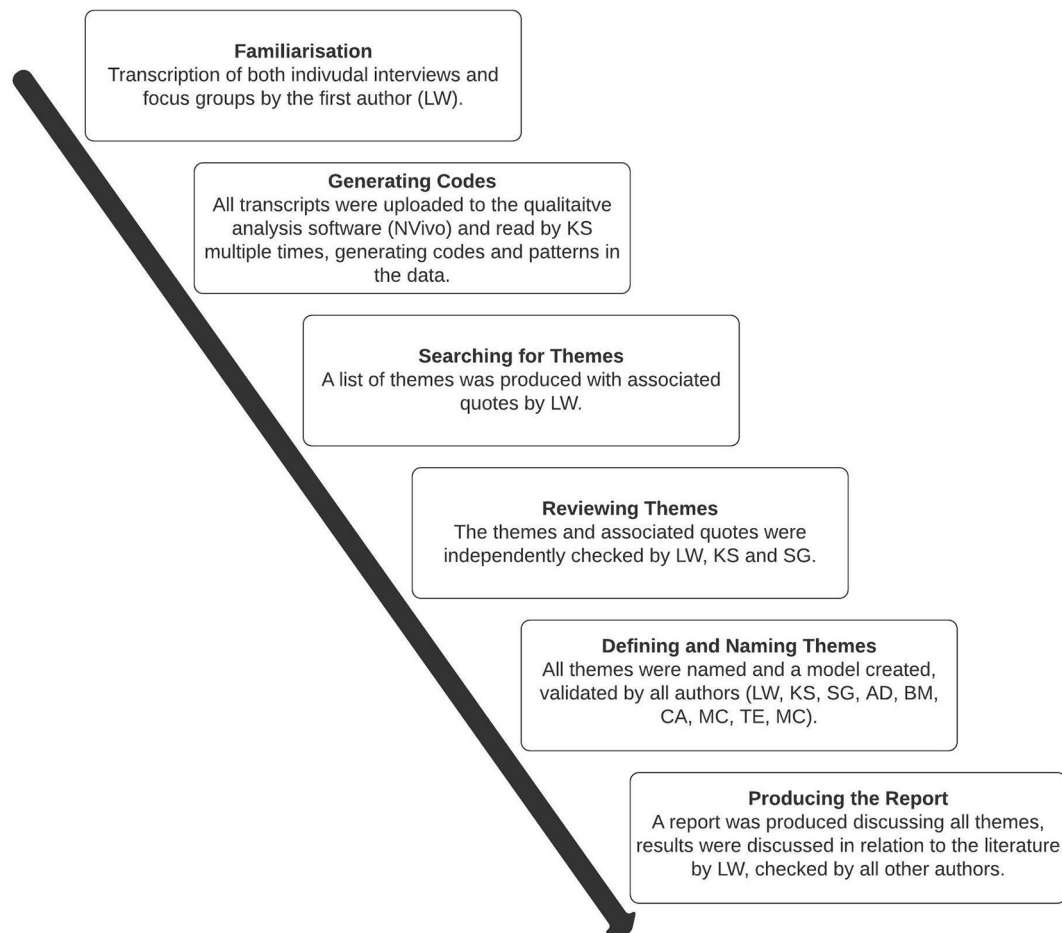 Familiarisation
Transcription of both indivudal interviews and
focus groups by the first author (LW).
Generating Codes
All transcripts were uploaded to the qualitaitve
analysis software (NVivo) and read by KS
multiple times, generating codes and patterns in
the data.
Searching for Themes
A list of themes was produced with associated
quotes by LW.
Reviewing Themes
The themes and associated quotes were
independently checked by LW, KS and SG.
Defining and Naming Themes
All themes were named and a model created,
validated by all authors (LW, KS, SG, AD, BM,
CA, MC, TE, MC).
Producing the Report
A report was produced discussing all themes,
results were discussed in relation to the literature
by LW, checked by all other authors.